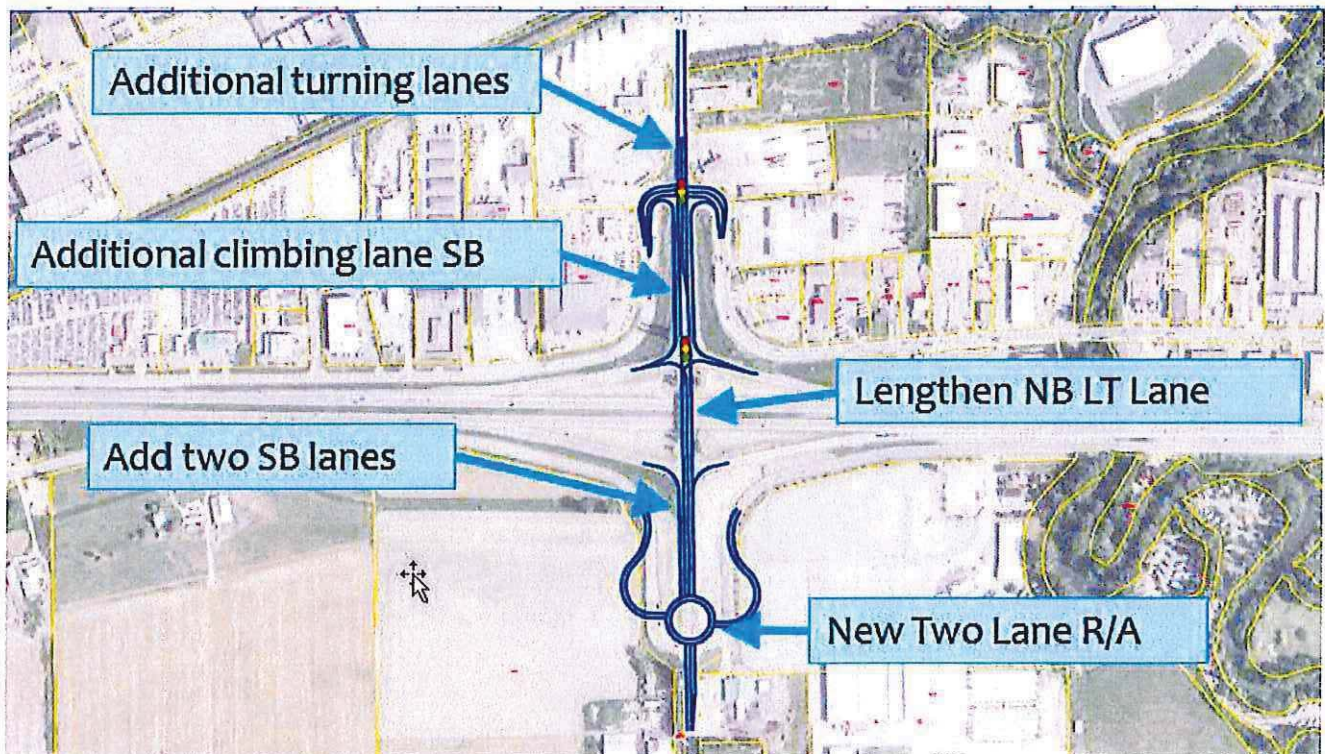 Additional turning lanes
Additional climbing lane SB
Lengthen NB LT Lane
Add two SB lanes
New Two Lane R/A